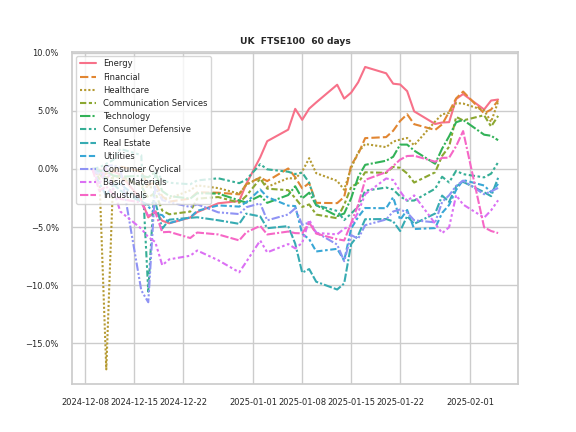 UK  FTSE100  60 days
10.0%
5.0%
0.0%
−5.0%
−10.0%
−15.0%
Energy
Financial
Healthcare
Communication Services
Technology
Consumer Defensive
Real Estate
Utilities
Consumer Cyclical
Basic Materials
Industrials
2024-12-08 2024-12-15 2024-12-22 2025-01-01 2025-01-08 2025-01-15 2025-01-22 2025-02-01